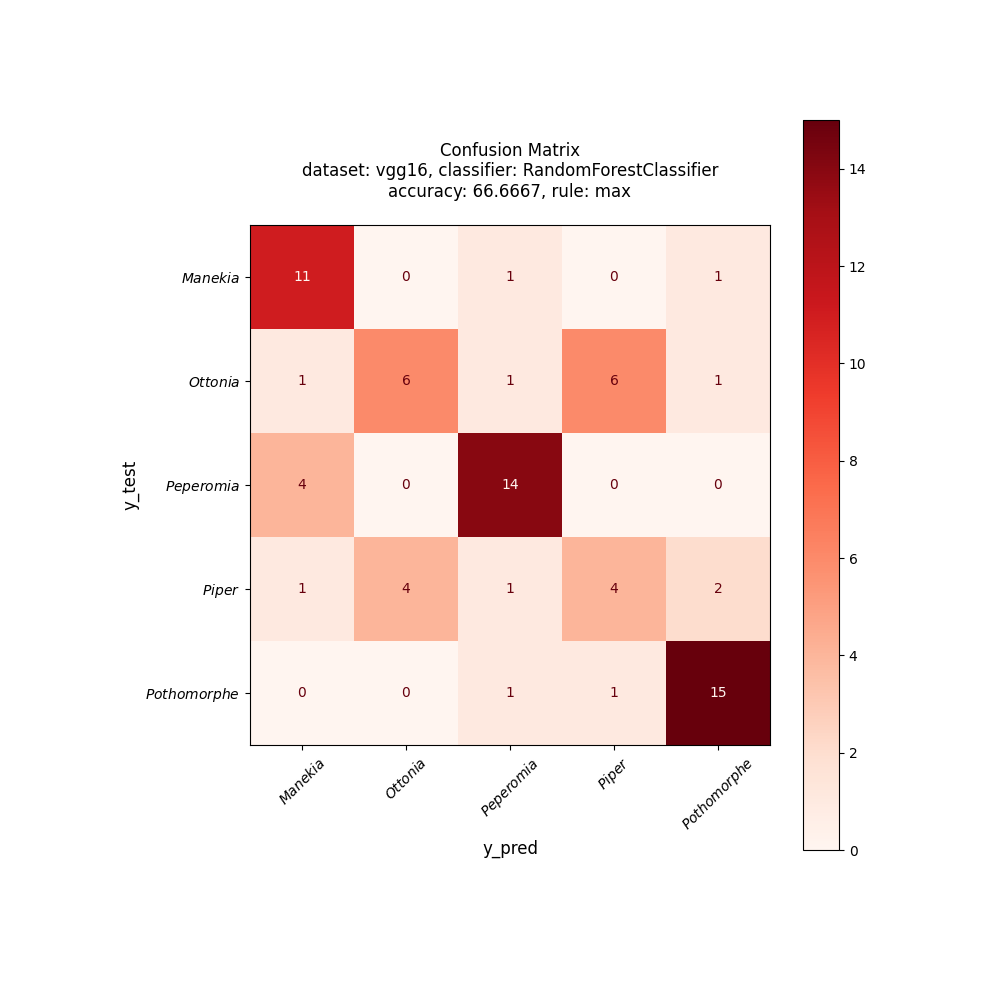 Confusion Matrix
dataset: vgg16, classifier: RandomForestClassifier
accuracy: 66.6667, rule: max
Manekia 11 0 1 0 1
Ottonia 1 6 1 6 1
Peperomia 4 0 14 0 0
Piper 1 4 1 4 2
Pothomorphe 0 0 1 1 15
Manekia Ottonia Peperomia Piper Pothomorphe
y_pred
y_test
14
12
10
8
6
4
2
0